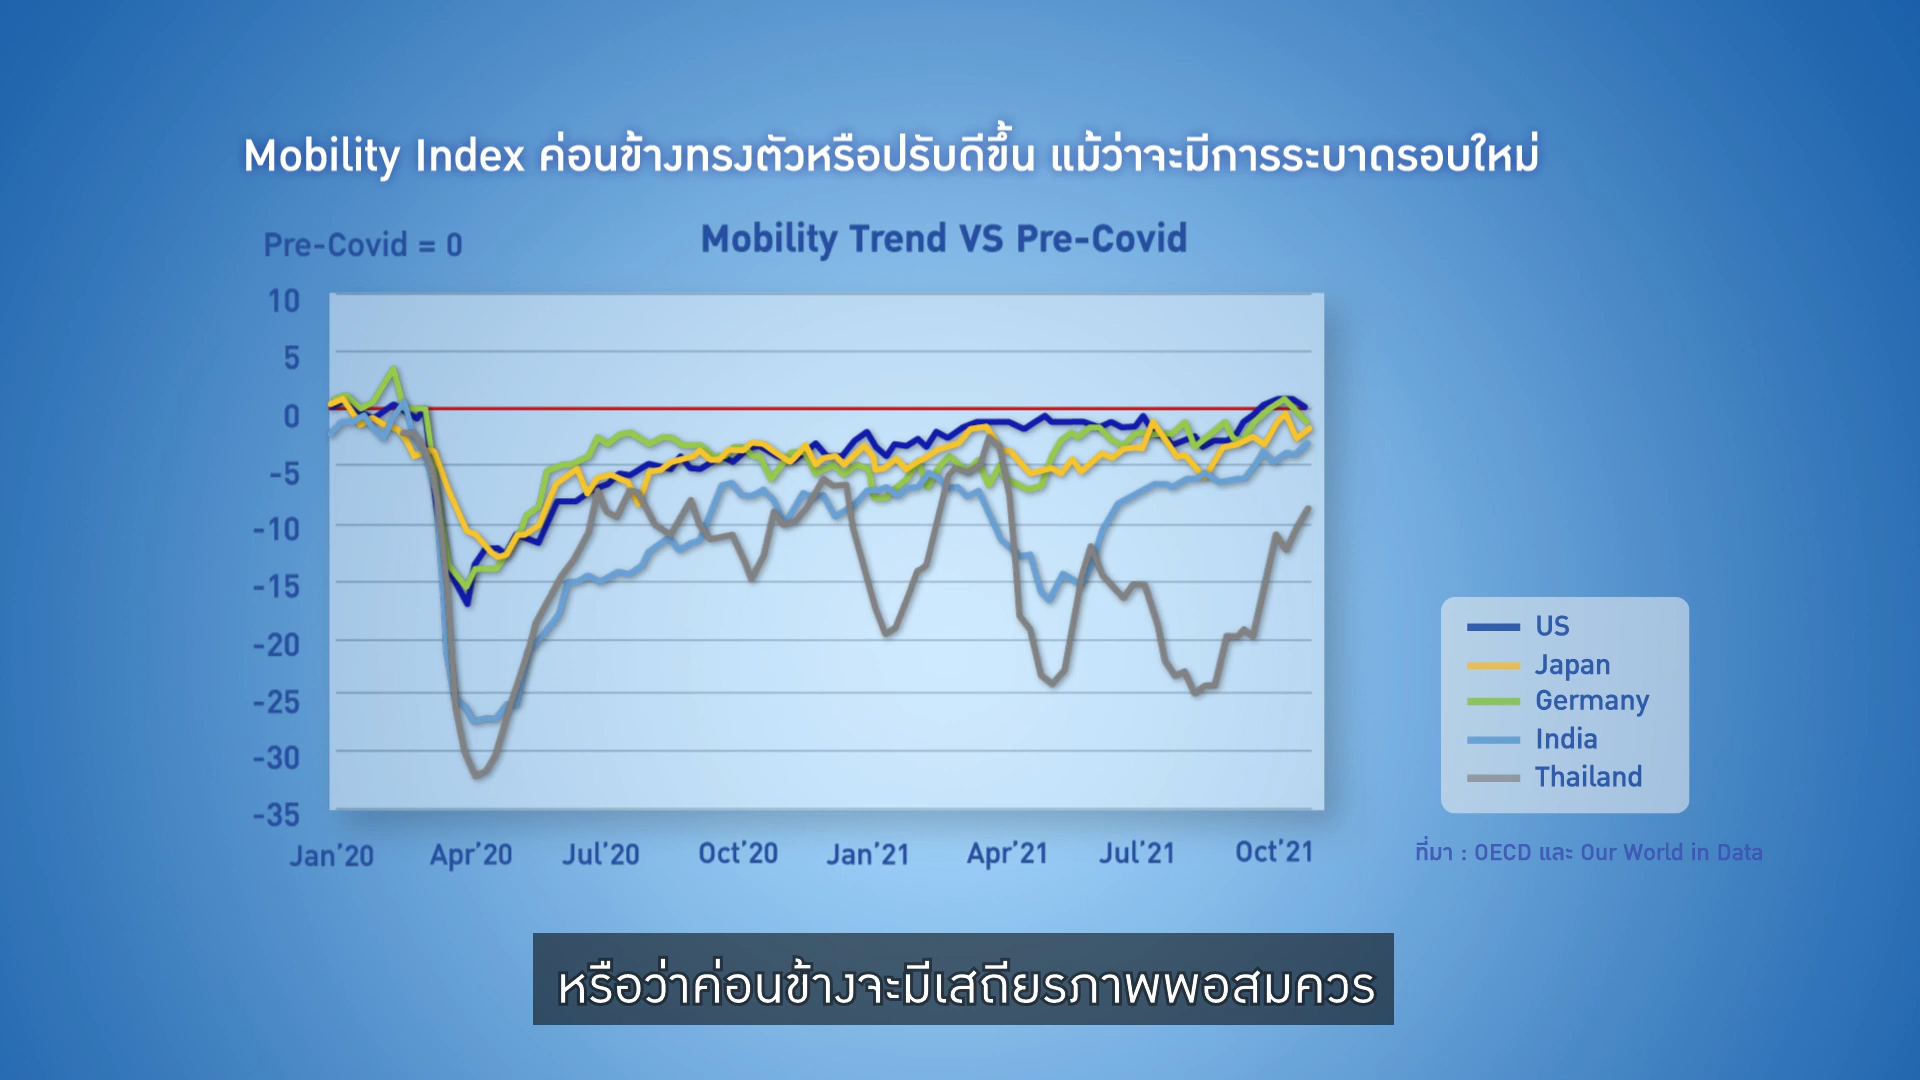 Mobility Index ค่อนข้างทรงตัวหรือปรับดีขึ้น แม้ว่าจะมีการระบาดรอบใหม่
Pre-Covid = 0
Mobility Trend VS Pre-Covid
10
5
0
-5
-10
-15
-20
-25
-30
-35
Jan'20 Apr'20 Jul'20 Oct'20 Jan'21 Apr'21 Jul'21 Oct'21
US
Japan
Germany
India
Thailand
ที่มา : OECD และ Our World in Data
หรือว่าค่อนข้างจะมีเสถียรภาพพอสมควร